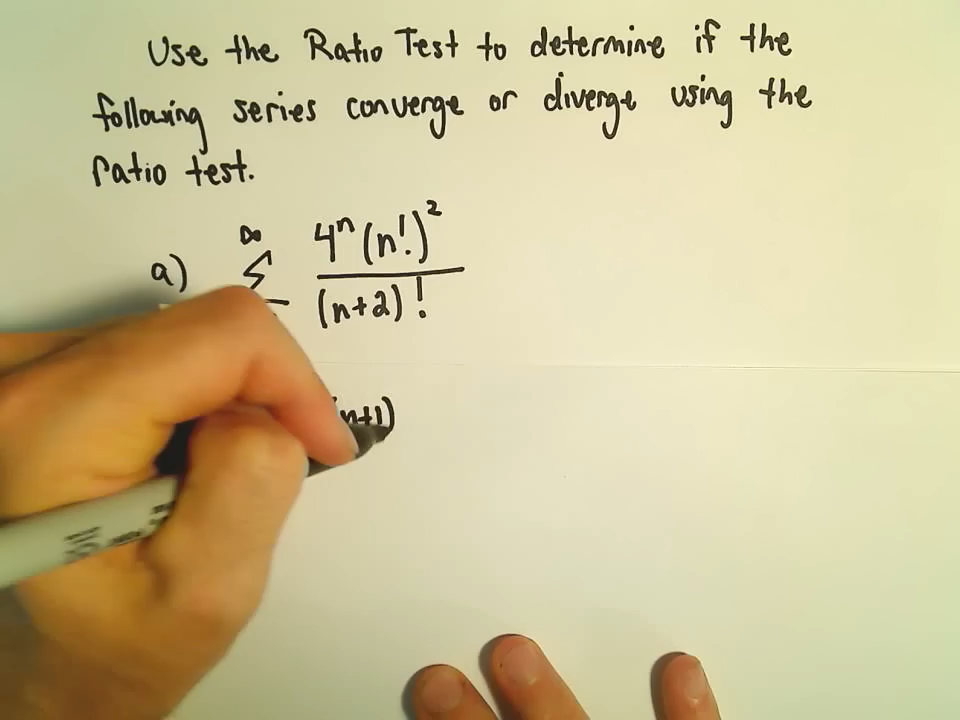 Use the Ratio Test to determine if the
following series converge or diverge using the
ratio test.
a) ∞ Σ 4^n (n!)^2 / (n+2)!
(n+1)